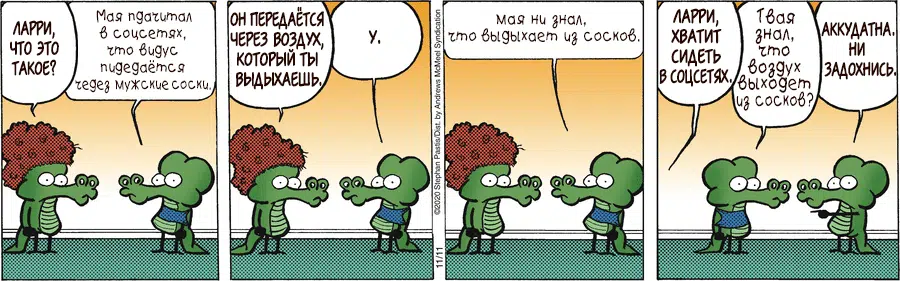 ЛАРРИ,
ЧТО ЭТО
ТАКОЕ?
Мая пдачитал
в соцсетях,
что видус
пидедаётся
чедез мужские соски.
ОН ПЕРЕДАЁТСЯ
ЧЕРЕЗ ВОЗДУХ,
КОТОРЫЙ ТЫ
ВЫДЫХАЕШЬ.
У.
©2020 Stephan Pastis/Dist. by Andrews McMeel Syndication
11/11
Мая ни знал,
что выдыхает из сосков.
ЛАРРИ,
ХВАТИТ
СИДЕТЬ
В СОЦСЕТЯХ.
Твая
знал,
что
воздух
выходет
из сосков?
АККУДАТНА.
НИ
ЗАДОХНИСЬ.